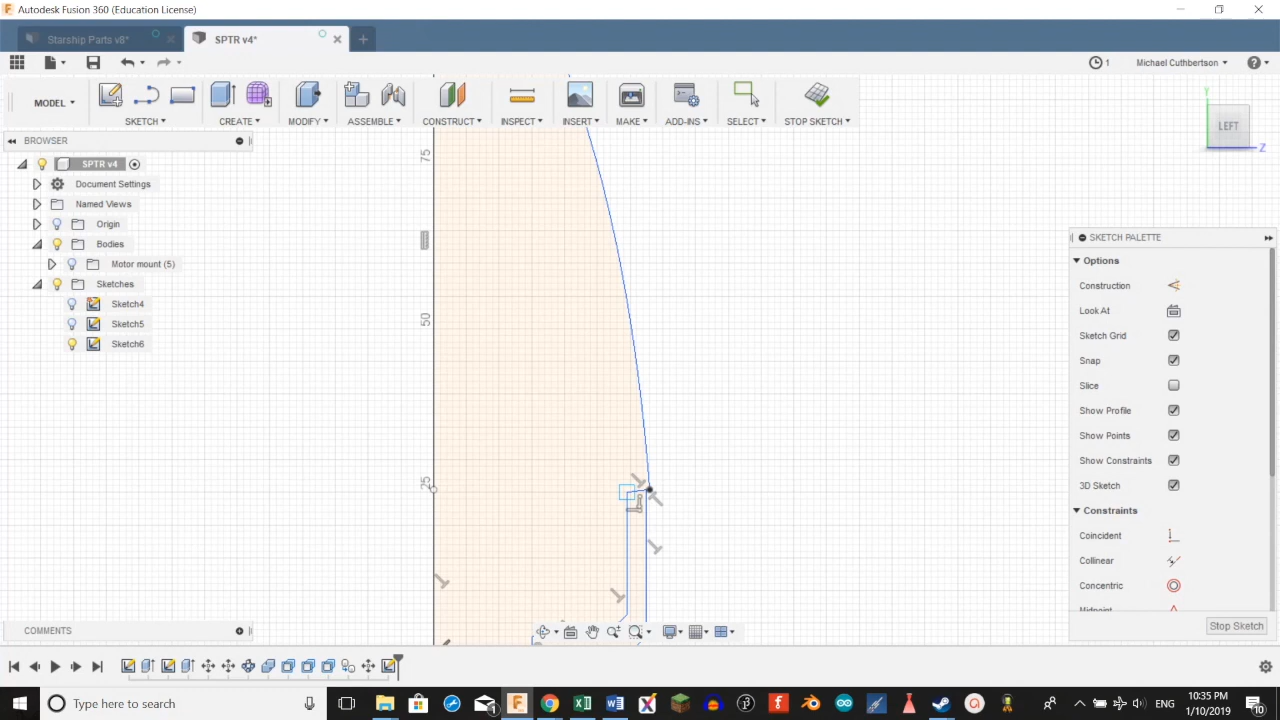 Autodesk Fusion 360 (Education License)
Starship Parts v8*
SPTR v4*
1
Michael Cuthbertson
MODEL
SKETCH
CREATE
MODIFY
ASSEMBLE
CONSTRUCT
INSPECT
INSERT
MAKE
ADD-INS
SELECT
STOP SKETCH
Y
LEFT
Z
BROWSER
SPTR v4
Document Settings
Named Views
Origin
Bodies
Motor mount (5)
Sketches
Sketch4
Sketch5
Sketch6
75
50
25
SKETCH PALETTE
Options
Construction
Look At
Sketch Grid
Snap
Slice
Show Profile
Show Points
Show Constraints
3D Sketch
Constraints
Coincident
Collinear
Concentric
Midpoint
Stop Sketch
COMMENTS
Type here to search
ENG
10:35 PM
1/10/2019